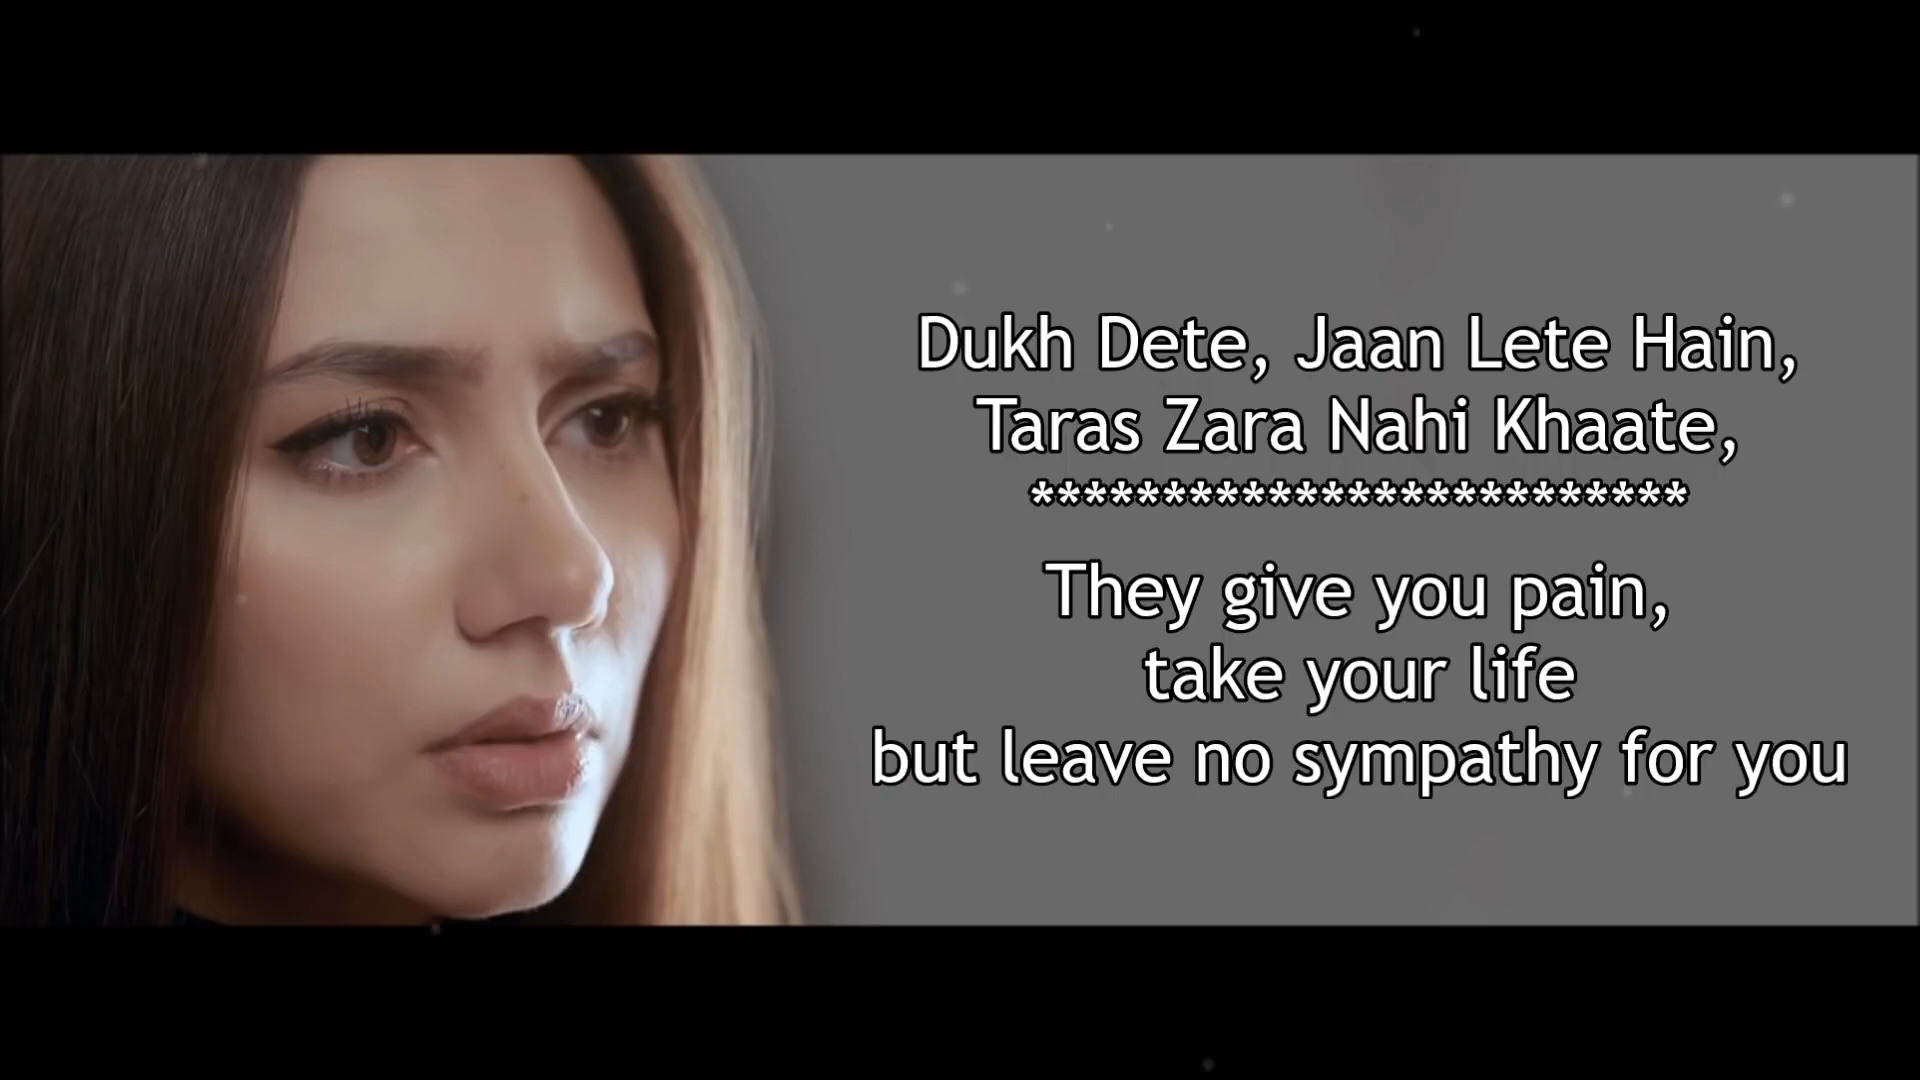 Dukh Dete, Jaan Lete Hain,
Taras Zara Nahi Khaate,
*************************
They give you pain,
take your life
but leave no sympathy for you